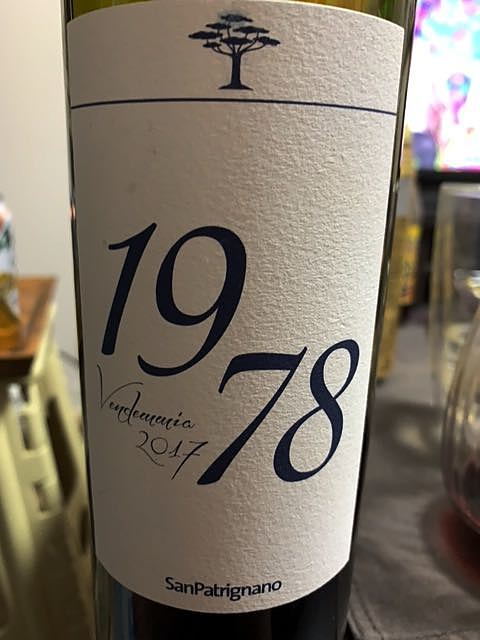 19
78
Vendemmia
2017
SanPatrignano